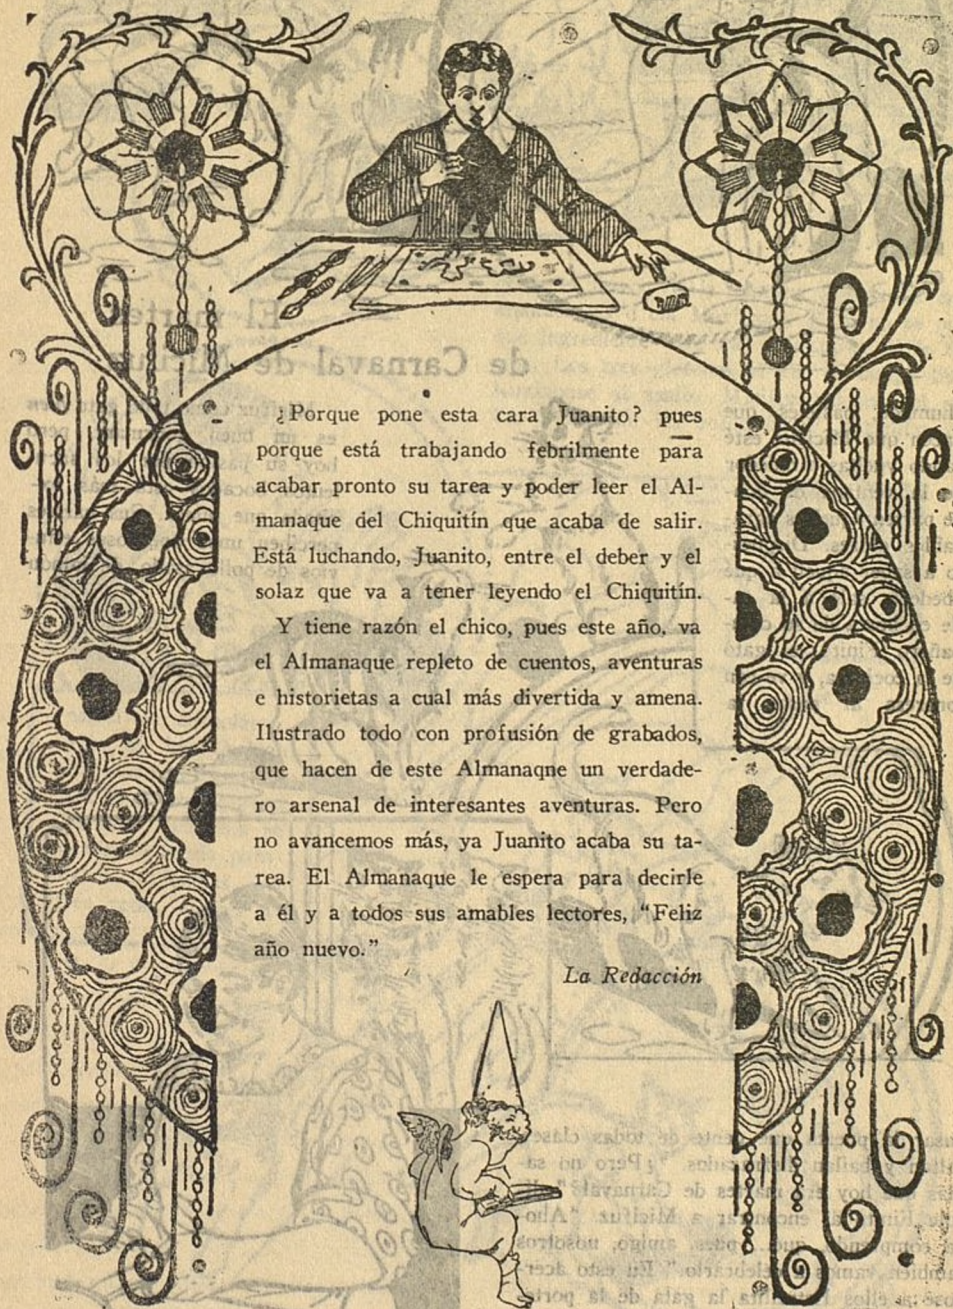 ¿Porque pone esta cara Juanito? pues
porque está trabajando febrilmente para
acabar pronto su tarea y poder leer el Al-
manaque del Chiquitín que acaba de salir.
Está luchando, Juanito, entre el deber y el
solaz que va a tener leyendo el Chiquitín.
Y tiene razón el chico, pues este año, va
el Almanaque repleto de cuentos, aventuras
e historietas a cual más divertida y amena.
Ilustrado todo con profusión de grabados,
que hacen de este Almanaqne un verdade-
ro arsenal de interesantes aventuras. Pero
no avancemos más, ya Juanito acaba su ta-
rea. El Almanaque le espera para decirle
a él y a todos sus amables lectores, “Feliz
año nuevo.”
La Redacción